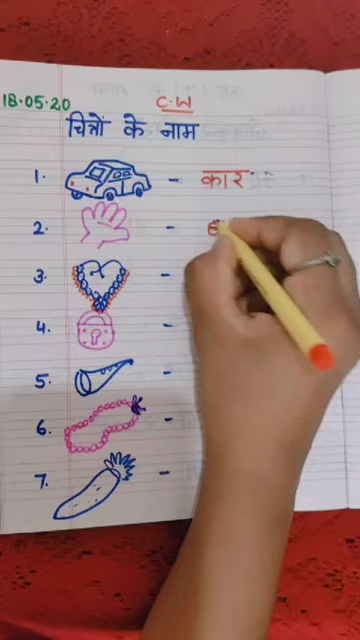 18.05.20
C.W
चित्रों के नाम
1. - कार
2. -
3. -
4. -
5. -
6. -
7. -